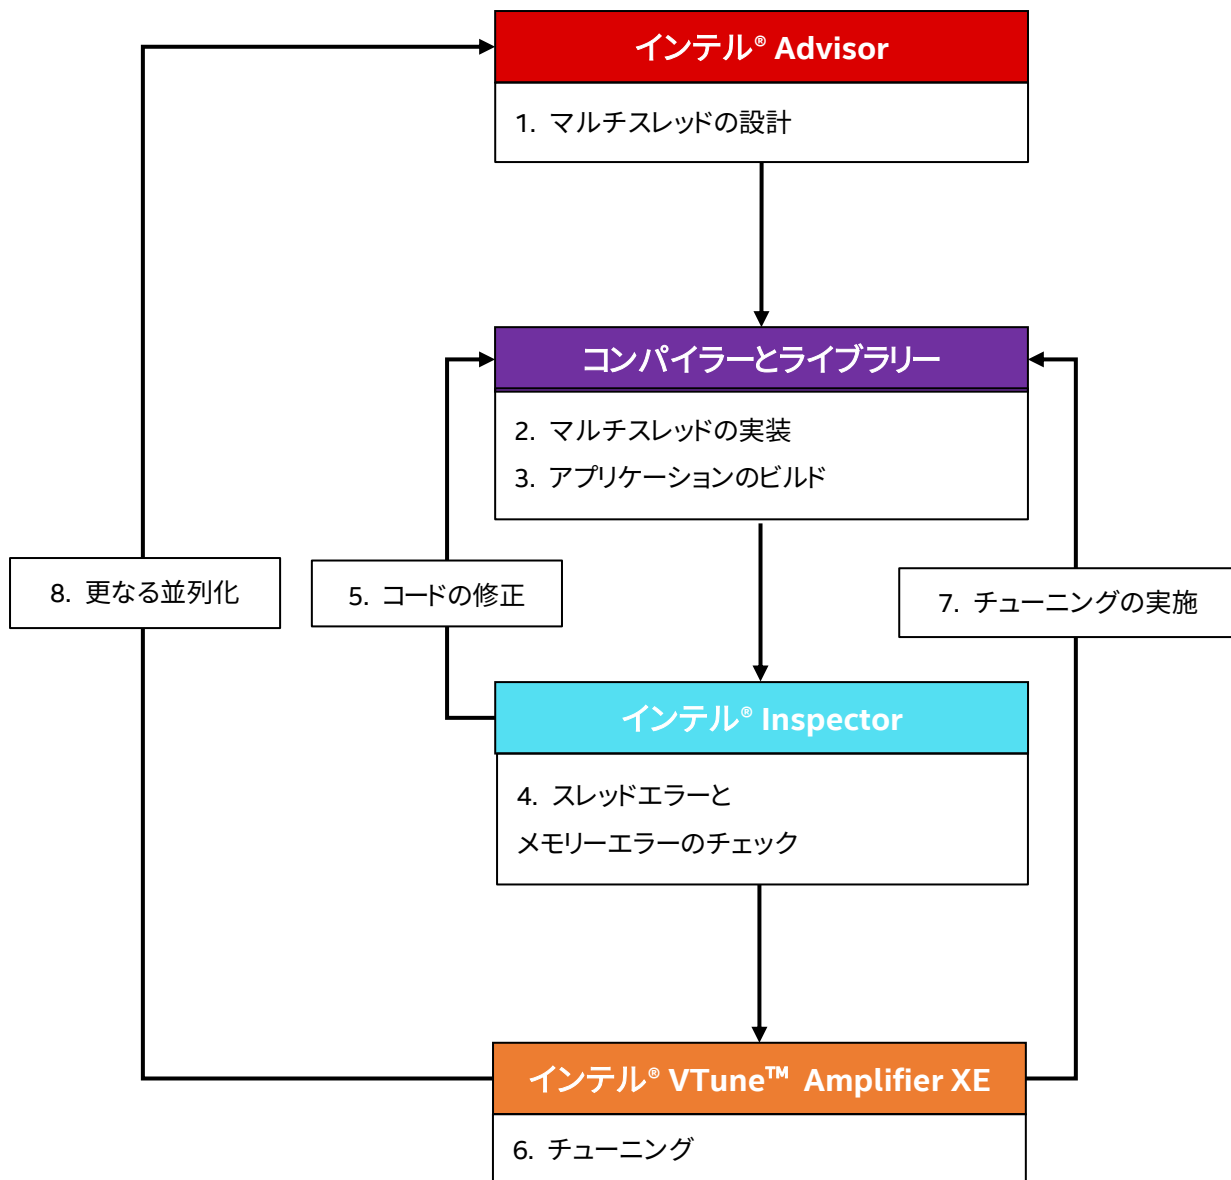 インテル® Advisor
1. マルチスレッドの設計
コンパイラーとライブラリー
2. マルチスレッドの実装
3. アプリケーションのビルド
8. 更なる並列化
5. コードの修正
7. チューニングの実施
インテル® Inspector
4. スレッドエラーと
メモリーエラーのチェック
インテル® VTune™ Amplifier XE
6. チューニング